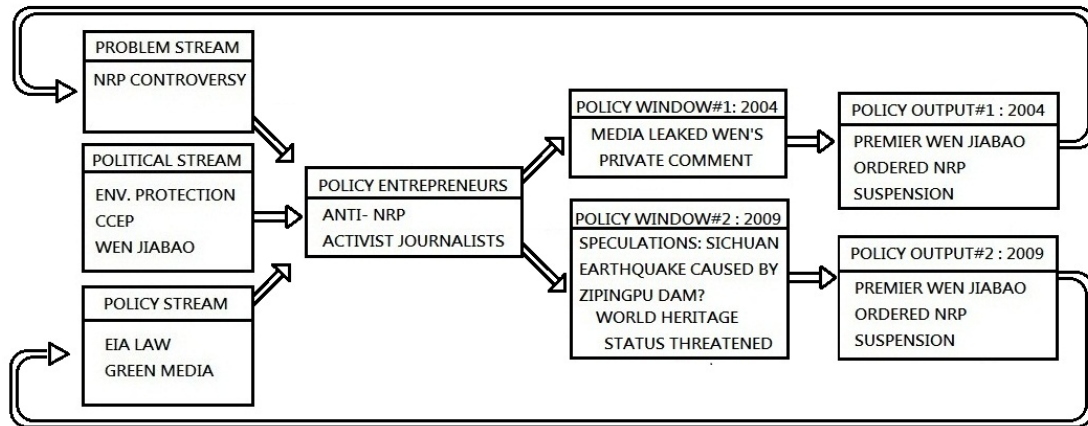 PROBLEM STREAM
NRP CONTROVERSY
POLITICAL STREAM
ENV. PROTECTION
CCEP
WEN JIABAO
POLICY STREAM
EIA LAW
GREEN MEDIA
POLICY ENTREPRENEURS
ANTI- NRP
ACTIVIST JOURNALISTS
POLICY WINDOW#1: 2004
MEDIA LEAKED WEN'S
PRIVATE COMMENT
POLICY WINDOW#2 : 2009
SPECULATIONS: SICHUAN
EARTHQUAKE CAUSED BY
ZIPINGPU DAM?
WORLD HERITAGE
STATUS THREATENED
POLICY OUTPUT#1 : 2004
PREMIER WEN JIABAO
ORDERED NRP
SUSPENSION
POLICY OUTPUT#2 : 2009
PREMIER WEN JIABAO
ORDERED NRP
SUSPENSION